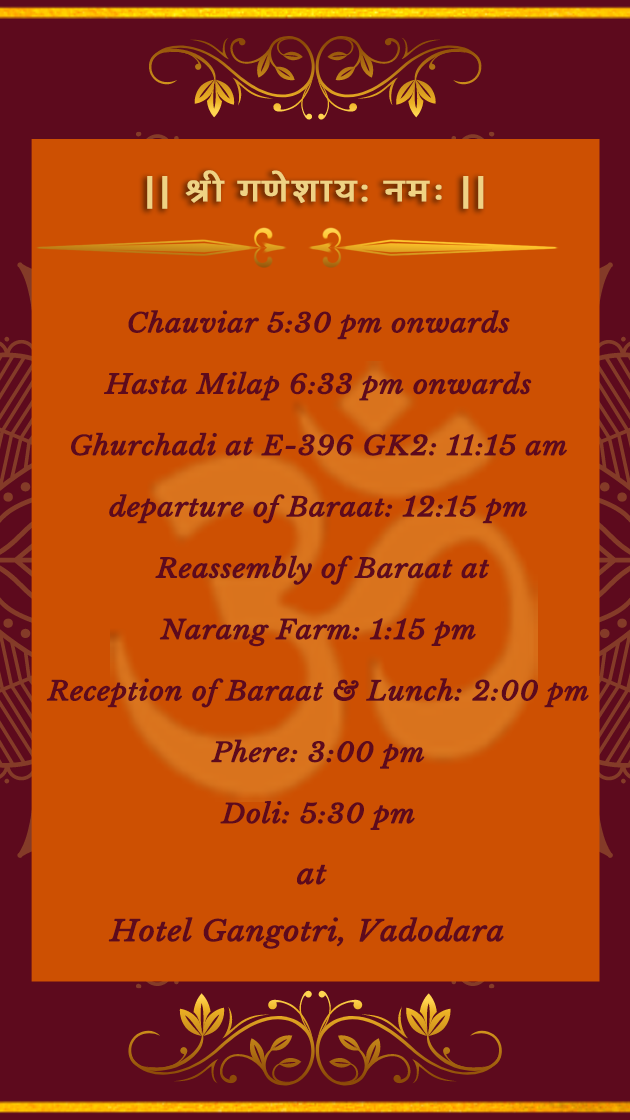 || श्री गणेशाय: नम: ||
Chauviar 5:30 pm onwards
Hasta Milap 6:33 pm onwards
Ghurchadi at E-396 GK2: 11:15 am
departure of Baraat: 12:15 pm
Reassembly of Baraat at
Narang Farm: 1:15 pm
Reception of Baraat & Lunch: 2:00 pm
Phere: 3:00 pm
Doli: 5:30 pm
at
Hotel Gangotri, Vadodara